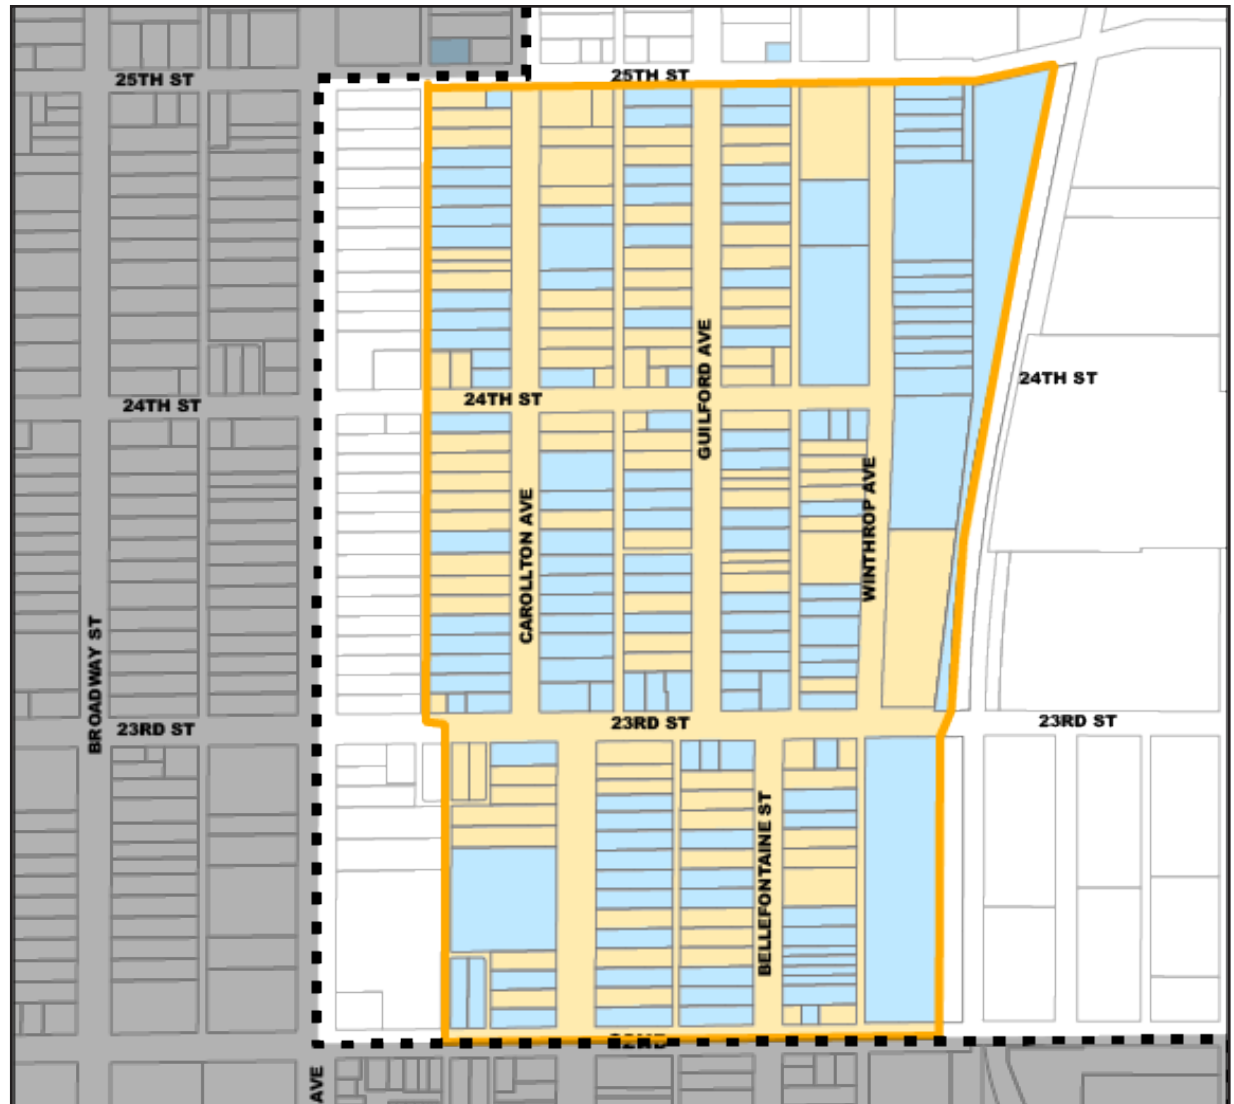 25TH ST
25TH ST
24TH ST
24TH ST
24TH ST
GUILFORD AVE
CAROLLTON AVE
WINTHROP AVE
BROADWAY ST
23RD ST
23RD ST
23RD ST
BELLEFONTAINE ST
AVE